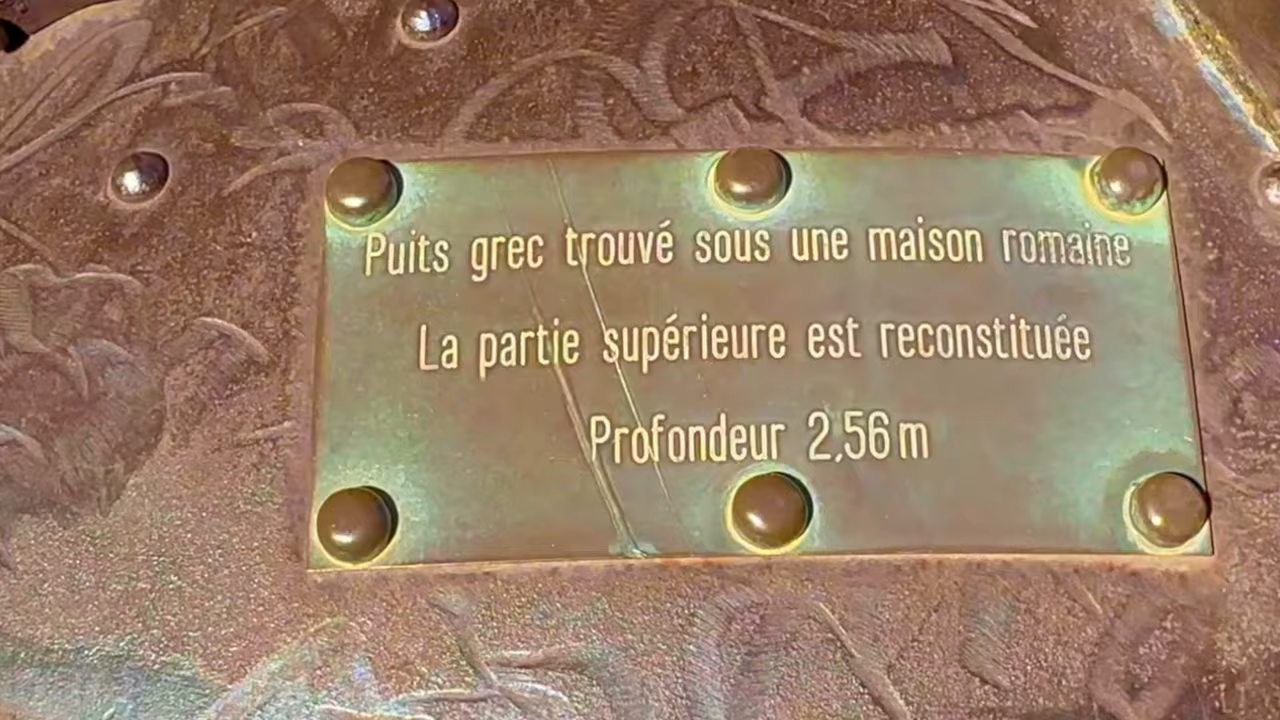 Puits grec trouvé sous une maison romaine
La partie supérieure est reconstituée
Profondeur 2,56 m